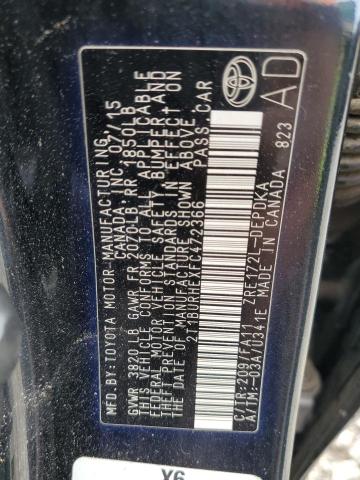 MFD.BY:TOYOTA MOTOR MANUFACTURING
CANADA, INC. 07/15
GVWR 3820 LB GAWR FR 2020 LB RR 1850 LB
THIS VEHICLE CONFORMS TO ALL APPLICABLE
FEDERAL MOTOR VEHICLE SAFETY, BUMPER, AND
THEFT PREVENTION STANDARDS IN EFFECT ON
THE DATE OF MANUFACTURE SHOWN ABOVE.
2T1BURHEXFC472366 PASS. CAR
C/TR:209/FA11 ZRE172L-DEPDKA
A/TM:-03A/U341E MADE IN CANADA 823
TOYOTA
AD
X6